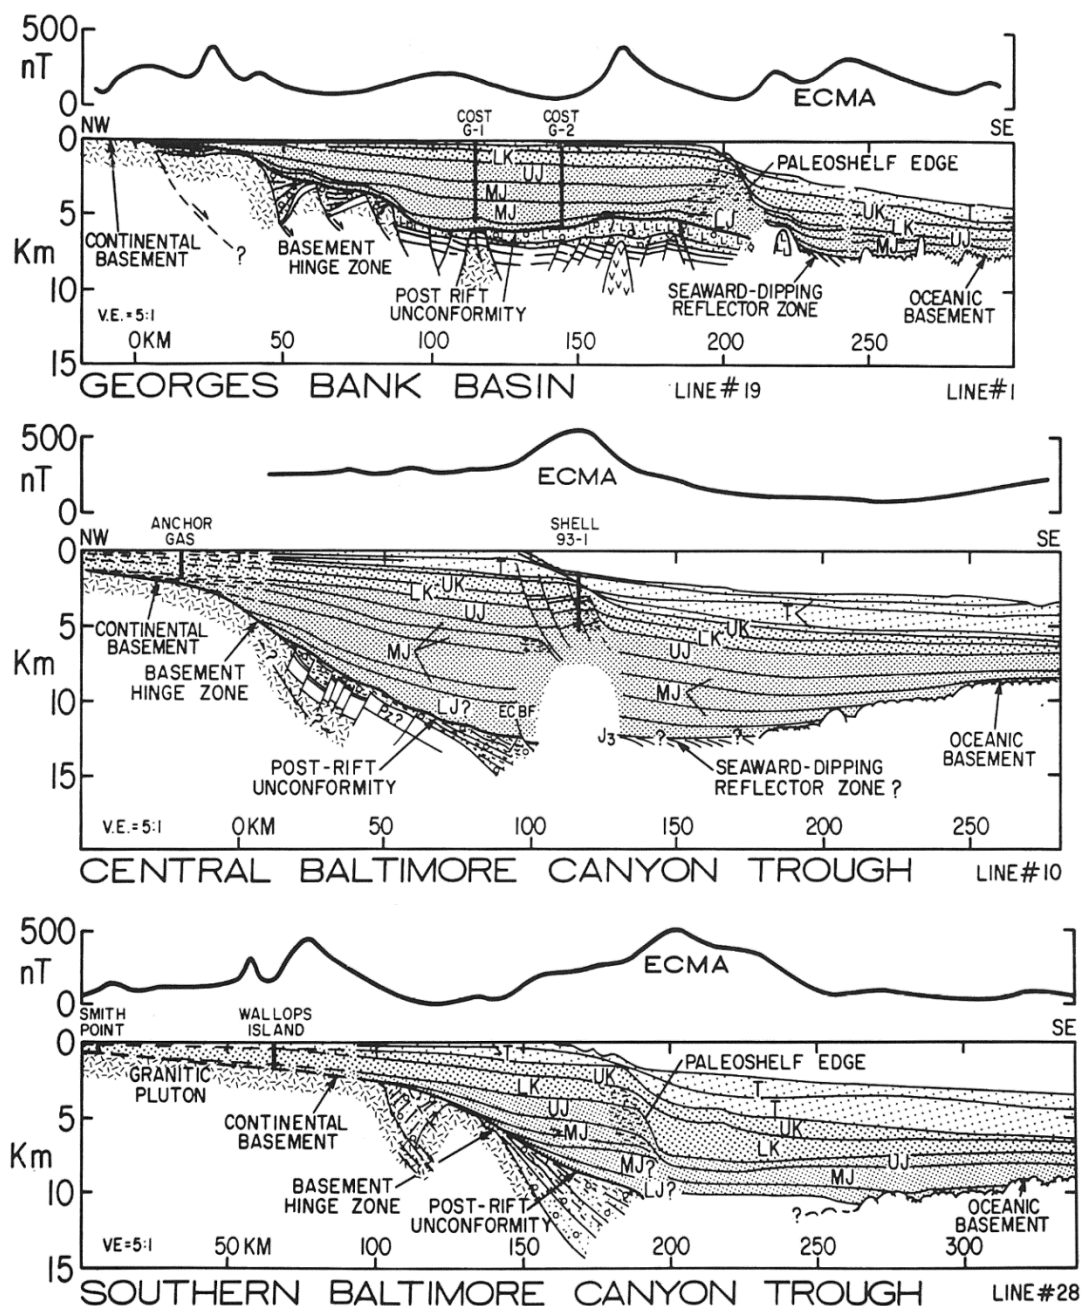 500
nT
0
ECMA
NW
COST
G-1
COST
G-2
SE
0
5
Km
10
15
LK
UJ
MJ
MJ
LJ
PALEOSHELF EDGE
UK
LK
UJ
MJ
CONTINENTAL
BASEMENT
?
BASEMENT
HINGE ZONE
POST RIFT
UNCONFORMITY
SEAWARD-DIPPING
REFLECTOR ZONE
OCEANIC
BASEMENT
V.E.=5:1
0KM
50
100
150
200
250
GEORGES BANK BASIN
LINE#19
LINE#1
500
nT
0
ECMA
NW
ANCHOR
GAS
SHELL
93-1
SE
0
5
Km
10
15
T
UK
LK
UJ
MJ
LJ?
T
UK
LK
UJ
MJ
CONTINENTAL
BASEMENT
BASEMENT
HINGE ZONE
?
?
PZ?
ECBF
J3
?
?
POST-RIFT
UNCONFORMITY
SEAWARD-DIPPING
REFLECTOR ZONE?
OCEANIC
BASEMENT
V.E.=5:1
0KM
50
100
150
200
250
CENTRAL BALTIMORE CANYON TROUGH
LINE#10
500
nT
0
ECMA
SMITH
POINT
WALLOPS
ISLAND
SE
0
5
Km
10
15
GRANITIC
PLUTON
CONTINENTAL
BASEMENT
T
UK
LK
UJ
MJ
MJ?
LJ?
PALEOSHELF EDGE
T
T
UK
LK
UJ
MJ
BASEMENT
HINGE ZONE
POST-RIFT
UNCONFORMITY
?
OCEANIC
BASEMENT
VE=5:1
50KM
100
150
200
250
300
SOUTHERN BALTIMORE CANYON TROUGH
LINE#28